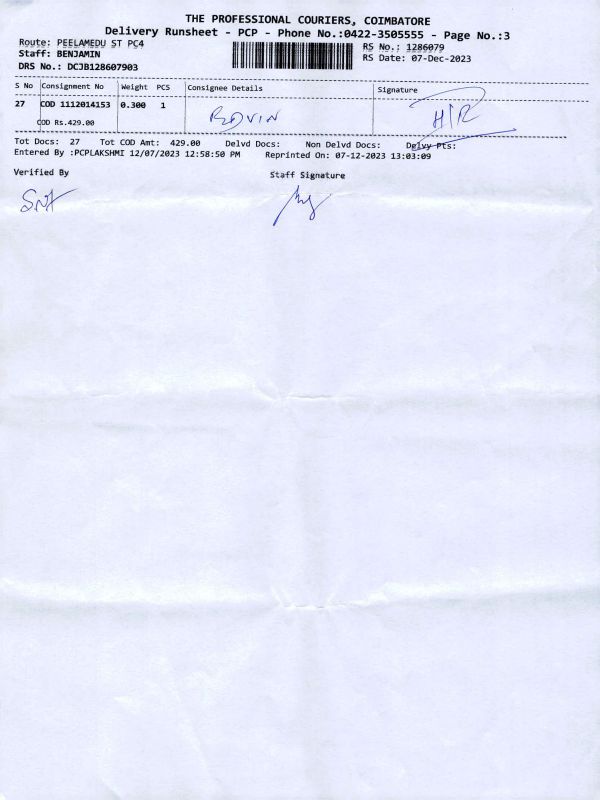 THE PROFESSIONAL COURIERS, COIMBATORE
Delivery Runsheet - PCP - Phone No.:0422-3505555 - Page No.:3
Route: PEELAMEDU ST PC4
RS No.: 1286079
Staff: BENJAMIN
RS Date: 07-Dec-2023
DRS No.: DCJB128607903
S No Consignment No Weight PCS Consignee Details Signature
27 COD 1112014153 0.300 1
COD Rs.429.00
Tot Docs: 27 Tot COD Amt: 429.00 Delvd Docs: Non Delvd Docs: Delvy Pts:
Entered By :PCPLAKSHMI 12/07/2023 12:58:50 PM Reprinted On: 07-12-2023 13:03:09
Verified By Staff Signature